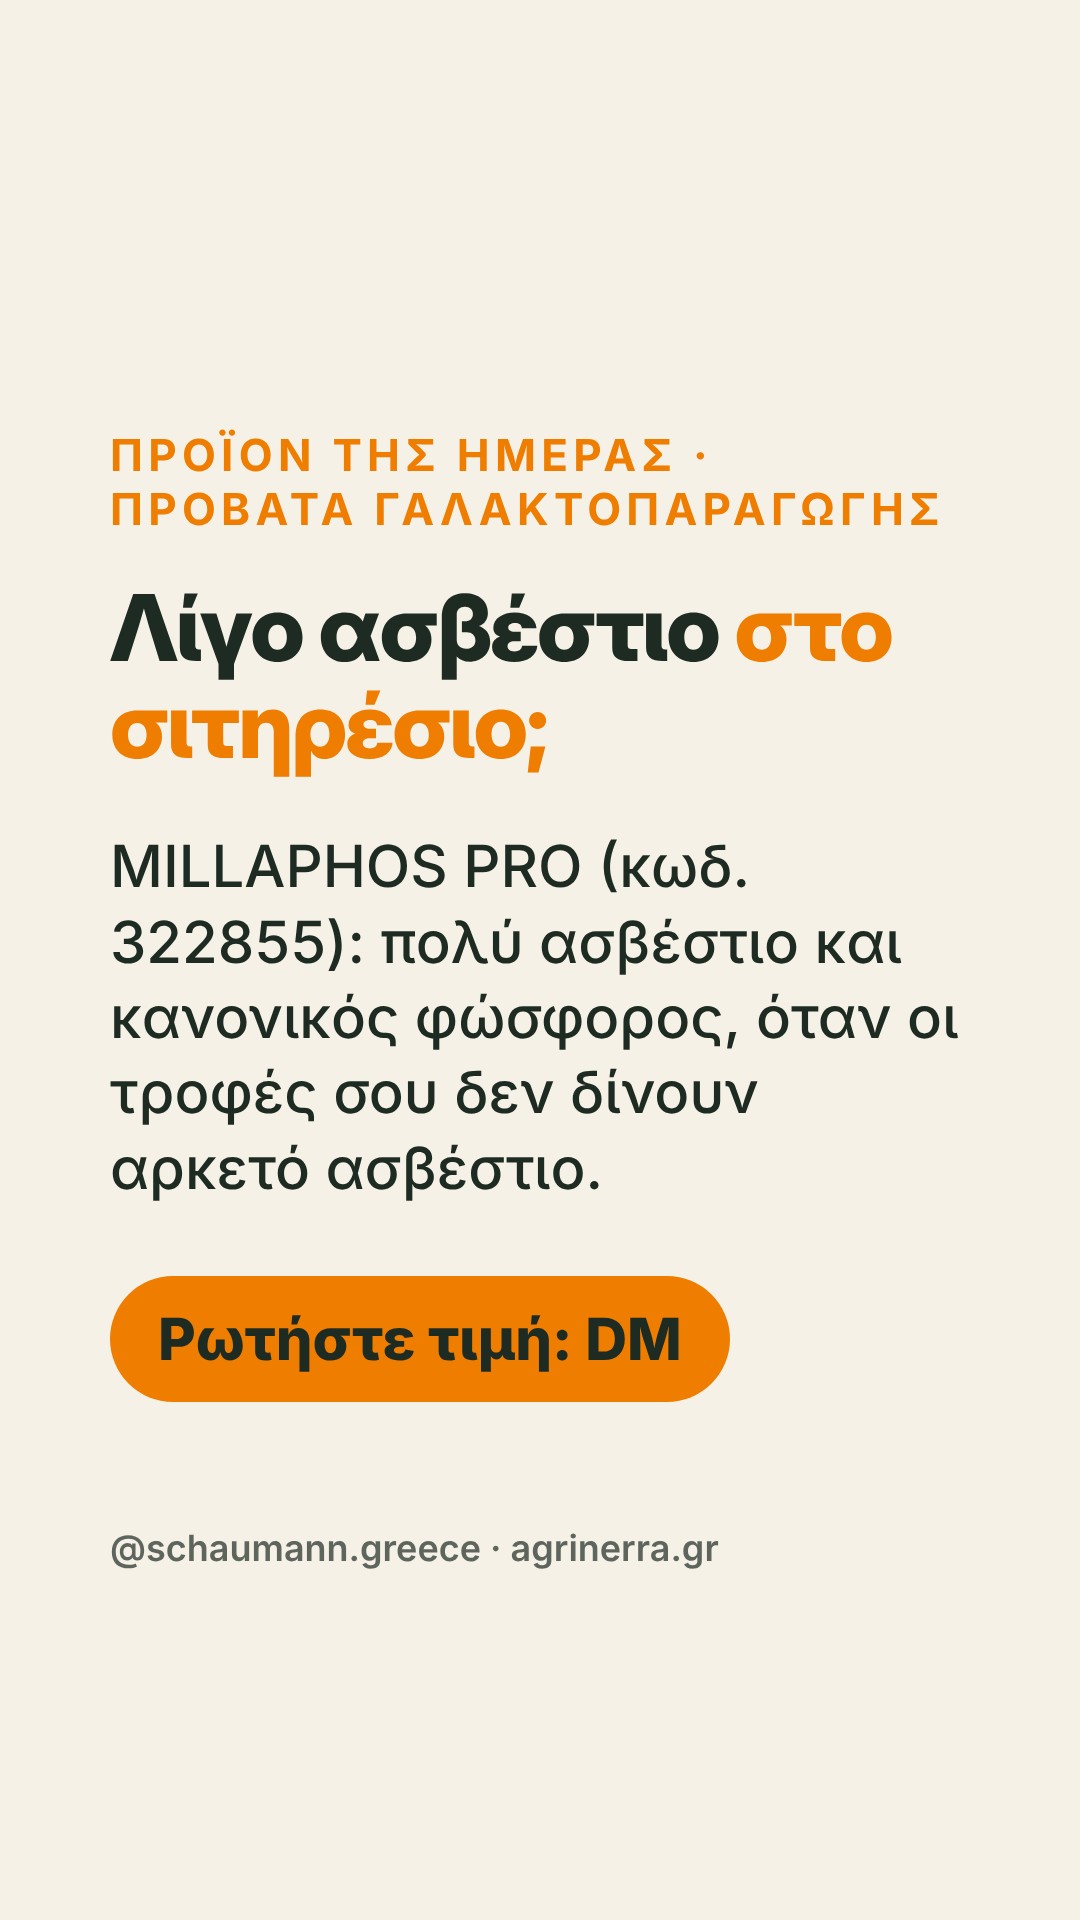 ΠΡΟΪΟΝ ΤΗΣ ΗΜΕΡΑΣ ·
ΠΡΟΒΑΤΑ ΓΑΛΑΚΤΟΠΑΡΑΓΩΓΗΣ
Λίγο ασβέστιο στο
σιτηρέσιο;
MILLAPHOS PRO (κωδ.
322855): πολύ ασβέστιο και
κανονικός φώσφορος, όταν οι
τροφές σου δεν δίνουν
αρκετό ασβέστιο.
Ρωτήστε τιμή: DM
@schaumann.greece · agrinerra.gr